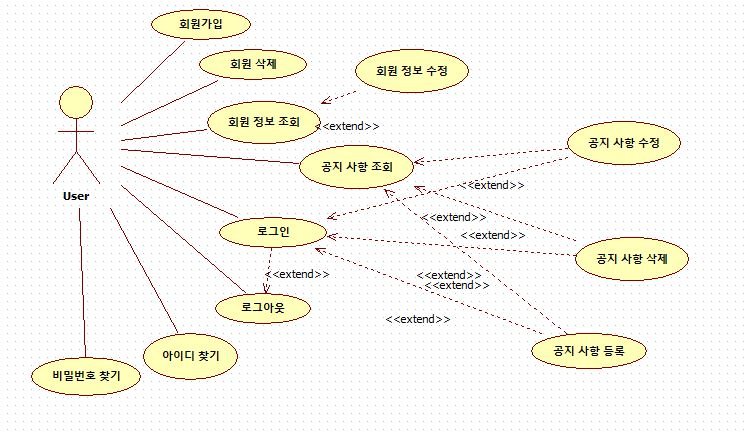 회원가입
회원 삭제
회원 정보 수정
회원 정보 조회
<<extend>>
공지 사항 수정
공지 사항 조회
<<extend>>
User
<<extend>>
로그인
<<extend>>
공지 사항 삭제
<<extend>>
<<extend>>
<<extend>>
로그아웃
<<extend>>
공지 사항 등록
아이디 찾기
비밀번호 찾기